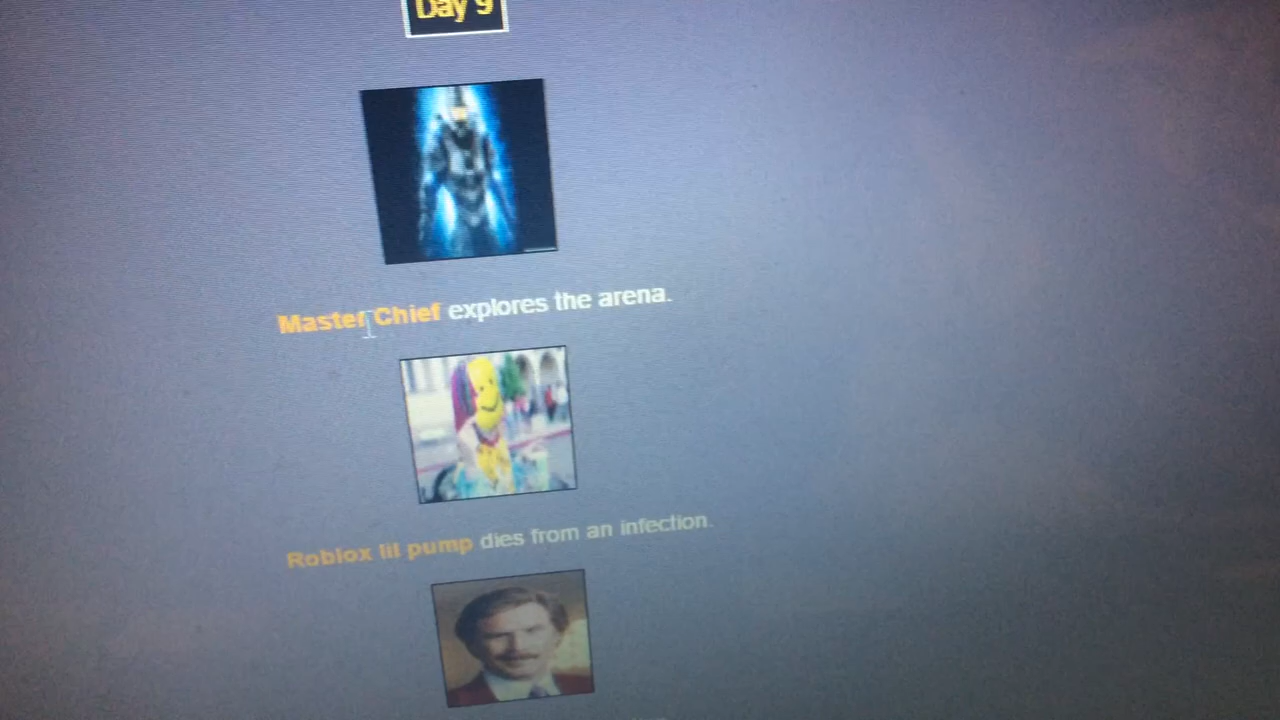 Day 9
Master Chief explores the arena.
Roblox lil pump dies from an infection.